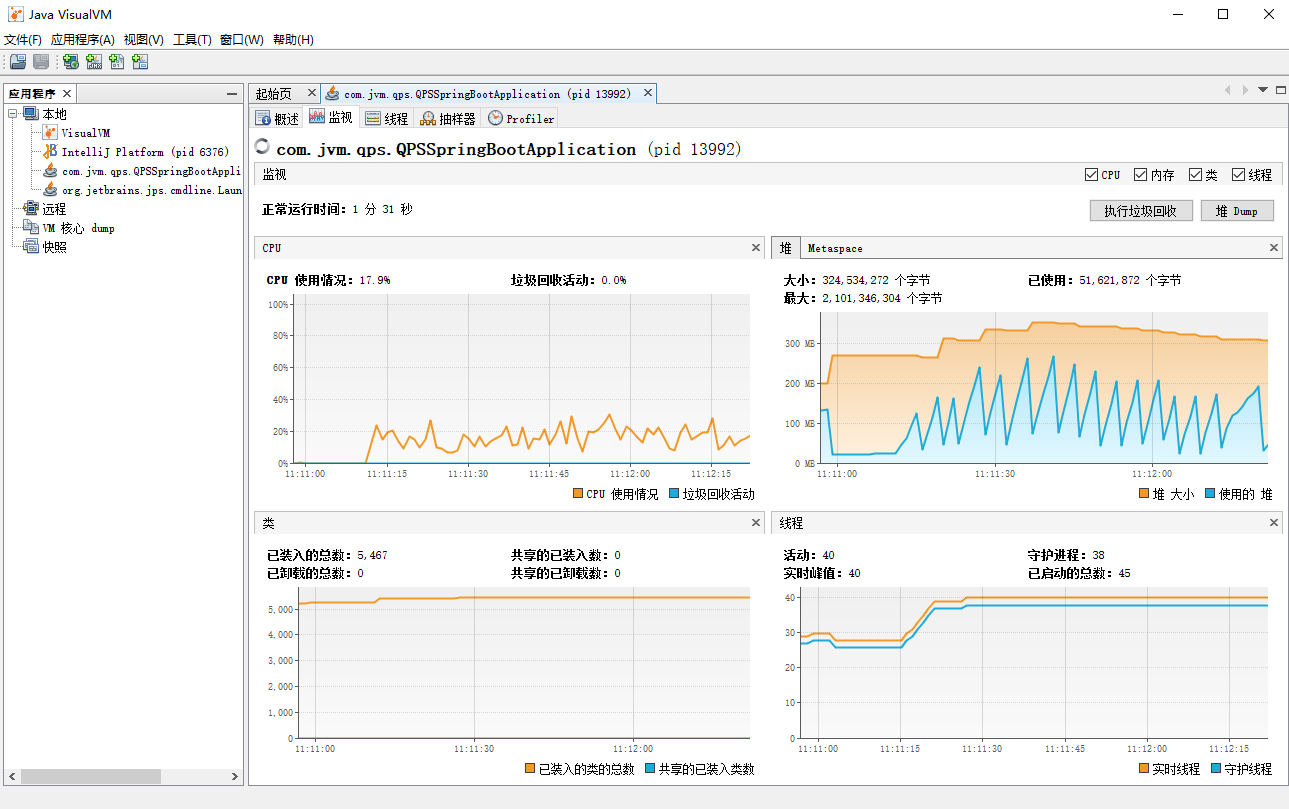 Java VisualVM
文件(F) 应用程序(A) 视图(V) 工具(T) 窗口(W) 帮助(H)
应用程序
本地
VisualVM
IntelliJ Platform (pid 6376)
com.jvm.qps.QPSSpringBootAppli
org.jetbrains.jps.cmdline.Laun
远程
VM 核心 dump
快照
起始页 com.jvm.qps.QPSSpringBootApplication (pid 13992)
概述 监视 线程 抽样器 Profiler
com.jvm.qps.QPSSpringBootApplication (pid 13992)
监视 CPU 内存 类 线程
正常运行时间: 1 分 31 秒 执行垃圾回收 堆 Dump
CPU
CPU 使用情况: 17.9% 垃圾回收活动: 0.0%
100%
80%
60%
40%
20%
0%
11:11:00 11:11:15 11:11:30 11:11:45 11:12:00 11:12:15
CPU 使用情况 垃圾回收活动
堆 Metaspace
大小: 324,534,272 个字节 已使用: 51,621,872 个字节
最大: 2,101,346,304 个字节
300 MB
200 MB
100 MB
0 MB
11:11:00 11:11:30 11:12:00
堆 大小 使用的 堆
类
已装入的总数: 5,467 共享的已装入数: 0
已卸载的总数: 0 共享的已卸载数: 0
5,000
4,000
3,000
2,000
1,000
0
11:11:00 11:11:30 11:12:00
已装入的类的总数 共享的已装入类数
线程
活动: 40 守护进程: 38
实时峰值: 40 已启动的总数: 45
40
30
20
10
0
11:11:00 11:11:15 11:11:30 11:11:45 11:12:00 11:12:15
实时线程 守护线程